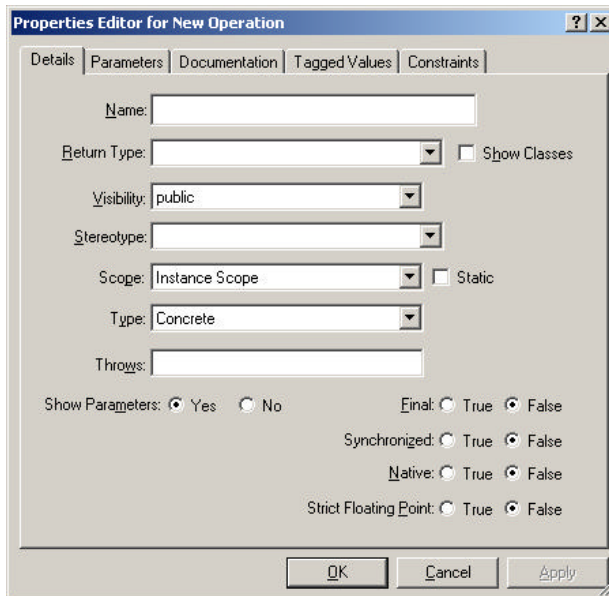 Properties Editor for New Operation
Details Parameters Documentation Tagged Values Constraints
Name:
Return Type: Show Classes
Visibility: public
Stereotype:
Scope: Instance Scope Static
Type: Concrete
Throws:
Show Parameters: Yes No Final: True False
Synchronized: True False
Native: True False
Strict Floating Point: True False
OK Cancel Apply